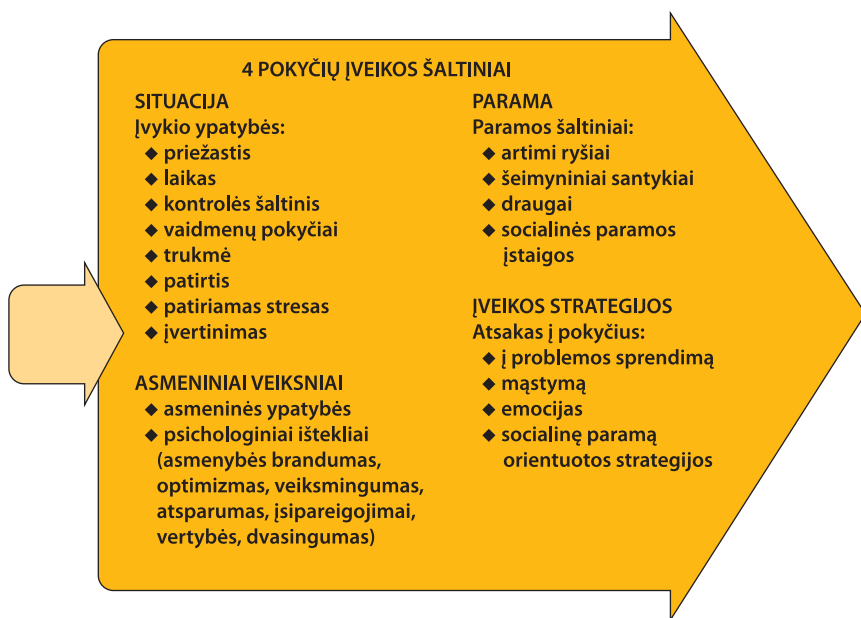 4 POKYČIŲ ĮVEIKOS ŠALTINIAI
SITUACIJA
Įvykio ypatybės:
◆ priežastis
◆ laikas
◆ kontrolės šaltinis
◆ vaidmenų pokyčiai
◆ trukmė
◆ patirtis
◆ patiriamas stresas
◆ įvertinimas
ASMENINIAI VEIKSNIAI
◆ asmeninės ypatybės
◆ psichologiniai ištekliai
(asmenybės brandumas,
optimizmas, veiksmingumas,
atsparumas, įsipareigojimai,
vertybės, dvasingumas)
PARAMA
Paramos šaltiniai:
◆ artimi ryšiai
◆ šeimyniniai santykiai
◆ draugai
◆ socialinės paramos
įstaigos
ĮVEIKOS STRATEGIJOS
Atsakas į pokyčius:
◆ į problemos sprendimą
◆ mąstymą
◆ emocijas
◆ socialinę paramą
orientuotos strategijos